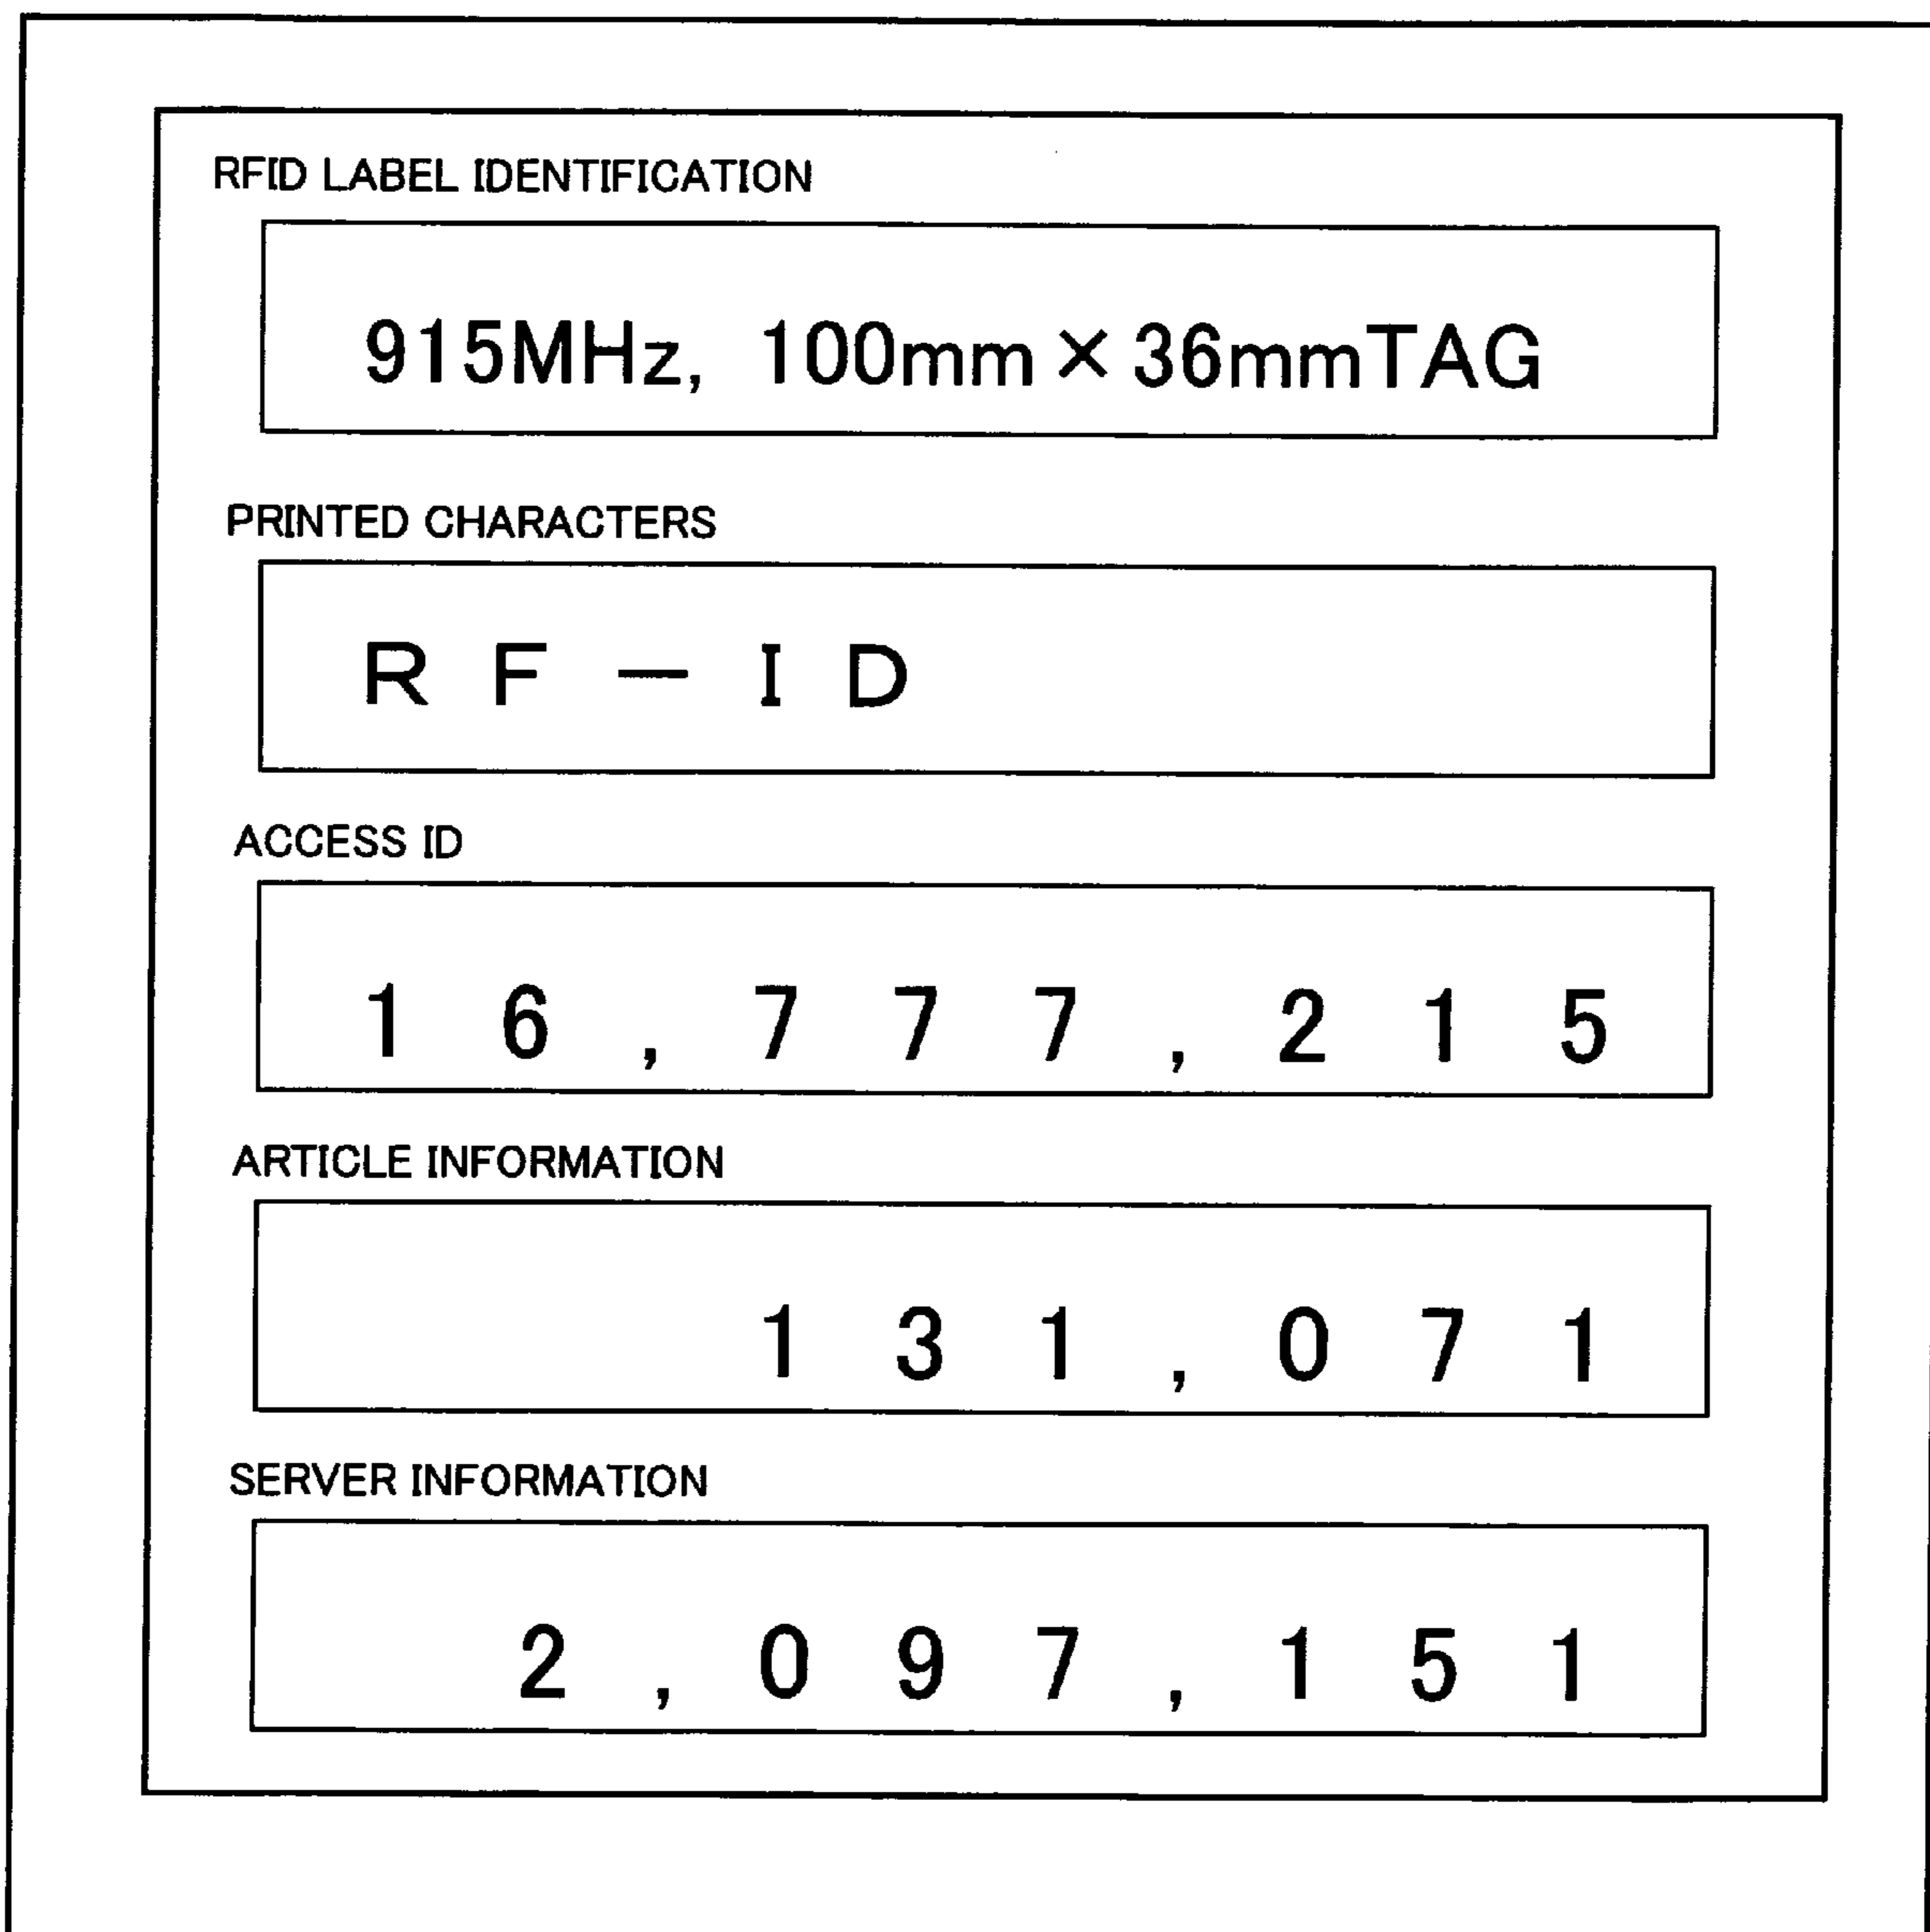 RFID LABEL IDENTIFICATION
915MHz, 100mm×36mmTAG
PRINTED CHARACTERS
RF-ID
ACCESS ID
16,777,215
ARTICLE INFORMATION
131,071
SERVER INFORMATION
2,097,151